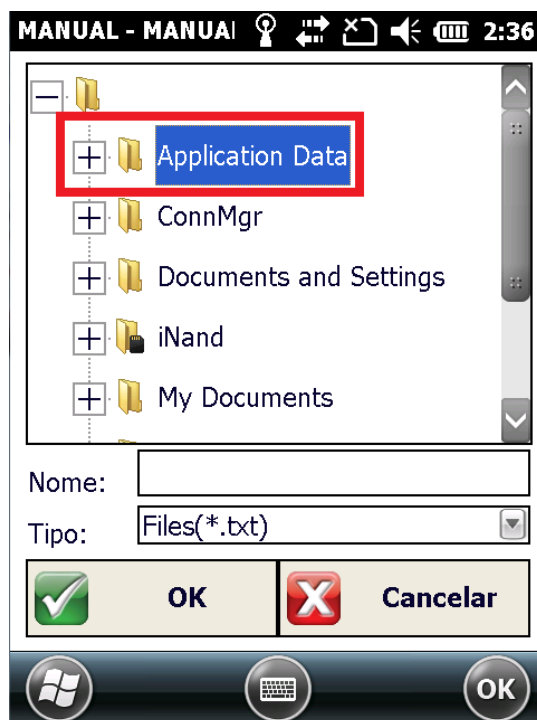 MANUAL - MANUAI 2:36
Application Data
ConnMgr
Documents and Settings
iNand
My Documents
Nome:
Tipo: Files(*.txt)
OK Cancelar
OK